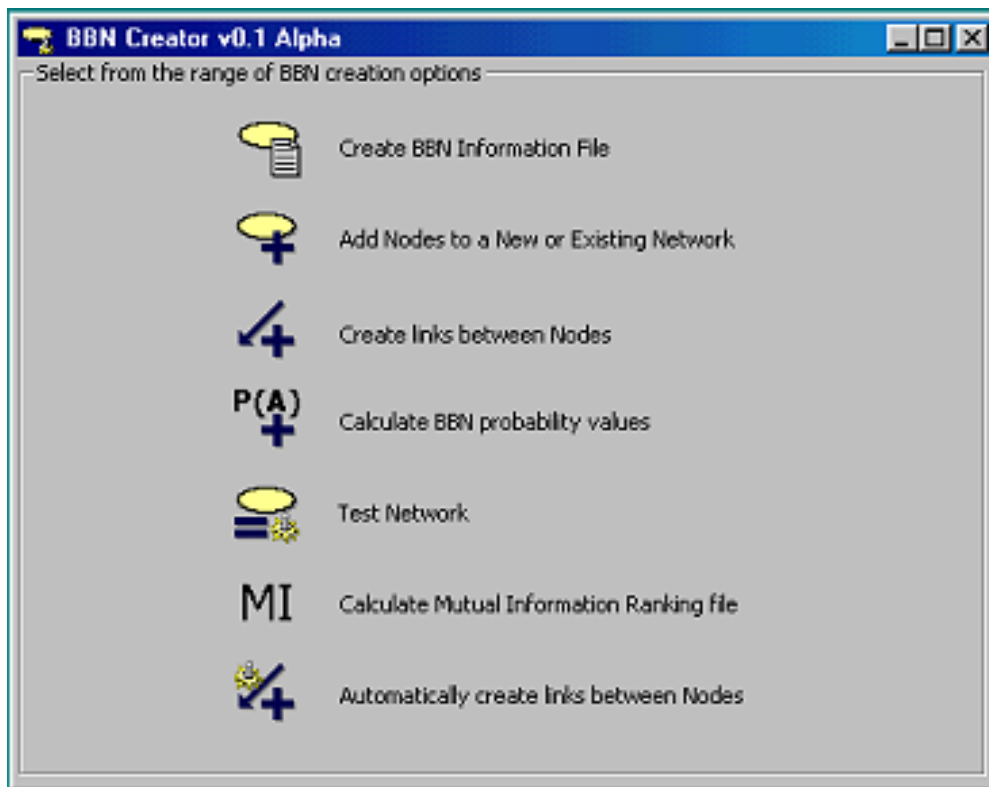 BBN Creator v0.1 Alpha
Select from the range of BBN creation options
Create BBN Information File
Add Nodes to a New or Existing Network
Create links between Nodes
P(A)
Calculate BBN probability values
Test Network
MI
Calculate Mutual Information Ranking file
Automatically create links between Nodes